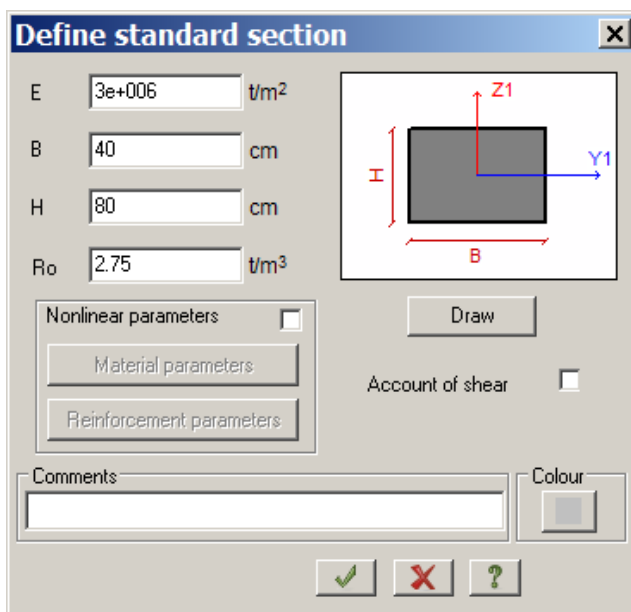 Define standard section
E 3e+006 t/m²
Z1
B 40 cm
Y1
H
H 80 cm
B
Ro 2.75 t/m³
Nonlinear parameters
Draw
Material parameters
Account of shear
Reinforcement parameters
Comments
Colour
?